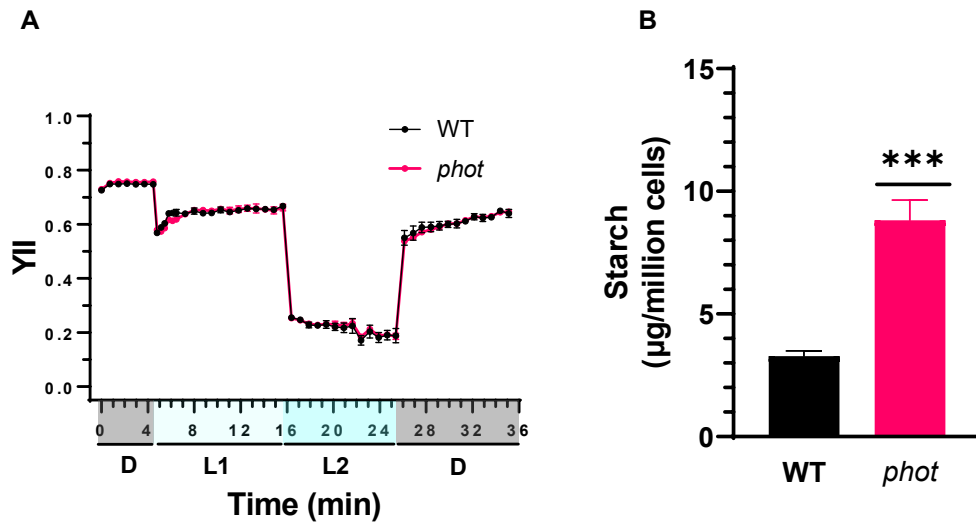 A
B
YII
1.0
0.8
0.6
0.4
0.2
0.0
WT
phot
0 4 8 12 16 20 24 28 32 36
D L1 L2 D
Time (min)
Starch
(µg/million cells)
15
10
5
0
***
WT phot